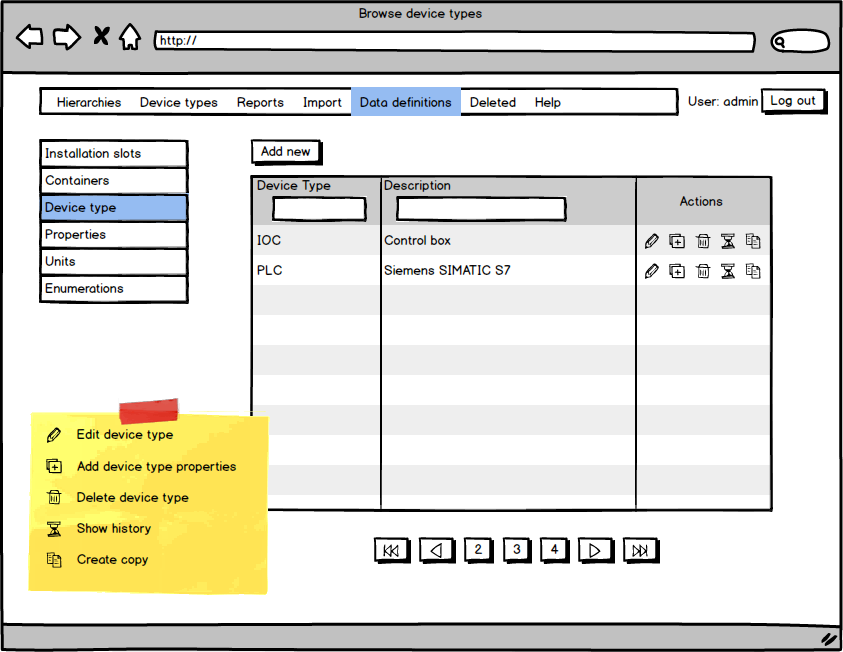 Browse device types
http://
Hierarchies Device types Reports Import Data definitions Deleted Help User: admin Log out
Installation slots
Containers
Device type
Properties
Units
Enumerations
Add new
Device Type Description Actions
IOC Control box
PLC Siemens SIMATIC S7
Edit device type
Add device type properties
Delete device type
Show history
Create copy
2 3 4